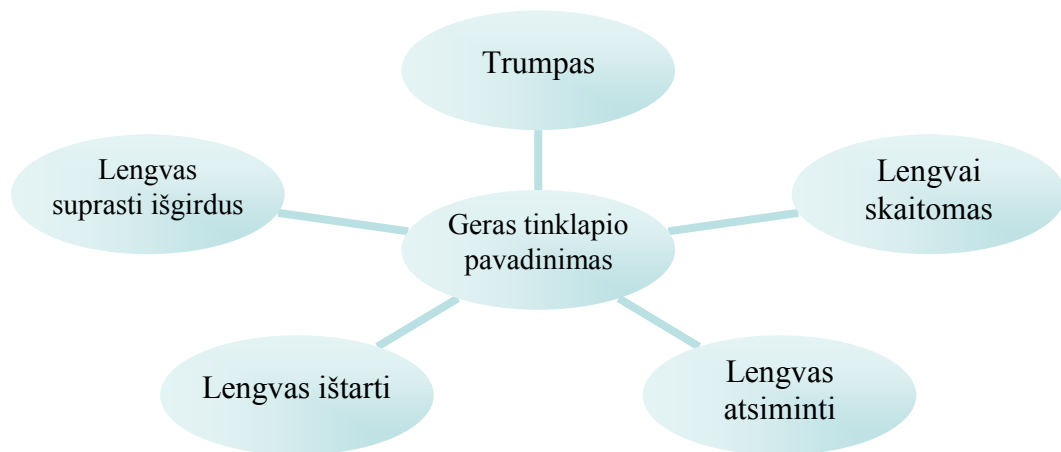 Trumpas
Lengvas
suprasti išgirdus
Lengvai
skaitomas
Geras tinklapio
pavadinimas
Lengvas ištarti
Lengvas
atsiminti